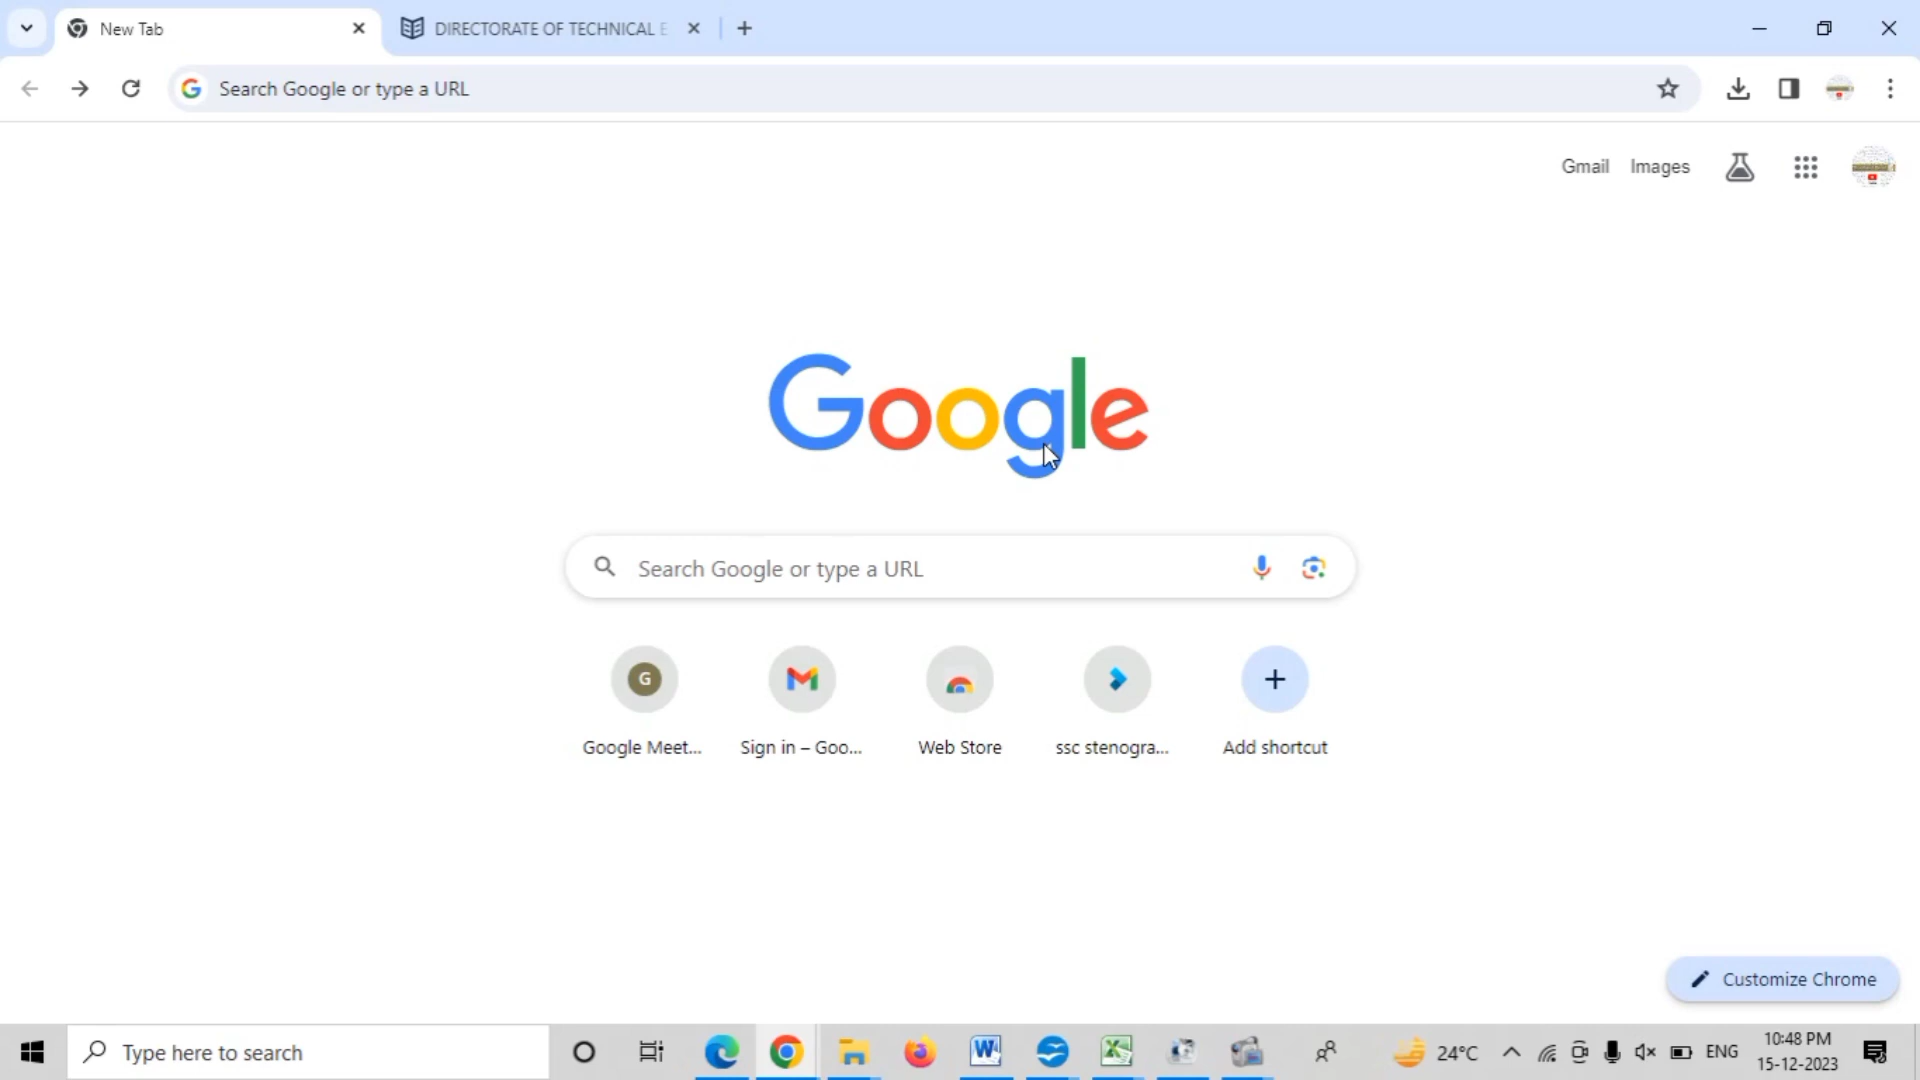 New Tab
DIRECTORATE OF TECHNICAL E
Search Google or type a URL
Gmail Images
Google
Search Google or type a URL
G
Google Meet... Sign in – Goo... Web Store ssc stenogra... Add shortcut
Customize Chrome
Type here to search
24°C ENG 10:48 PM
15-12-2023